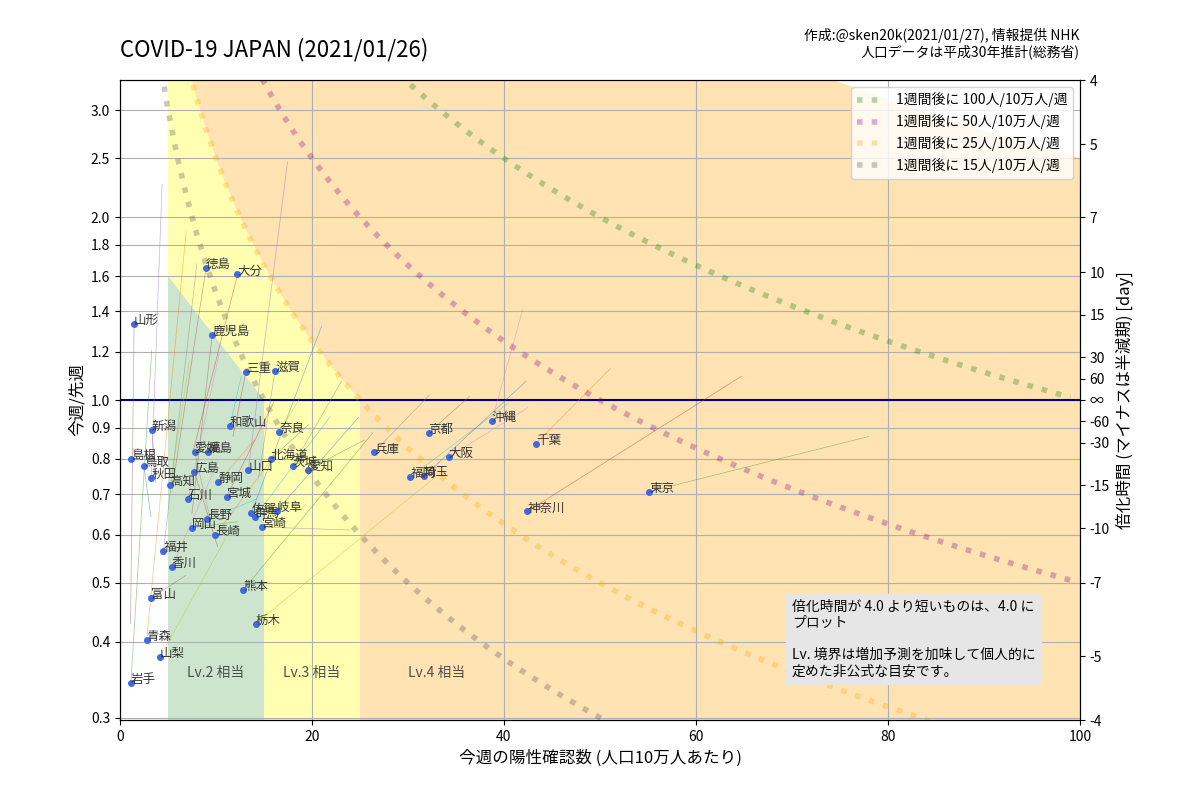 COVID-19 JAPAN (2021/01/26)
作成:@sken20k(2021/01/27), 情報提供 NHK
人口データは平成30年推計(総務省)
1週間後に 100人/10万人/週
1週間後に 50人/10万人/週
1週間後に 25人/10万人/週
1週間後に 15人/10万人/週
今週/先週
3.0
2.5
2.0
1.8
1.6
1.4
1.2
1.0
0.9
0.8
0.7
0.6
0.5
0.4
0.3
徳島
大分
山形
鹿児島
三重
滋賀
新潟
和歌山
奈良
沖縄
京都
千葉
愛媛
福島
兵庫
島根
鳥取
北海道
茨城
愛知
大阪
秋田
広島
山口
高知
静岡
福岡
埼玉
石川
宮城
東京
長野
佐賀
群馬
岐阜
神奈川
岡山
長崎
宮崎
福井
香川
富山
熊本
栃木
青森
山梨
岩手
Lv.2 相当
Lv.3 相当
Lv.4 相当
倍化時間が 4.0 より短いものは、4.0 に
プロット
Lv. 境界は増加予測を加味して個人的に
定めた非公式な目安です。
4
5
7
10
15
30
60
∞
-60
-30
-15
-10
-7
-5
-4
倍化時間 (マイナスは半減期) [day]
0
20
40
60
80
100
今週の陽性確認数 (人口10万人あたり)